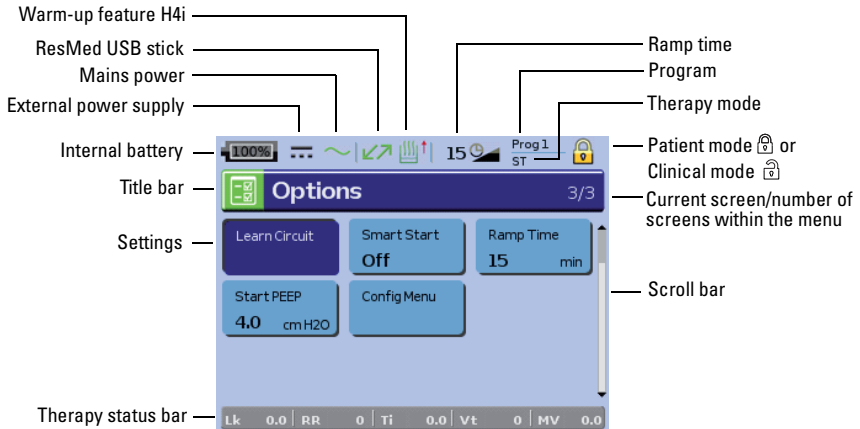 Warm-up feature H4i
ResMed USB stick
Mains power
External power supply
Internal battery
Title bar
Settings
Therapy status bar
Ramp time
Program
Therapy mode
Patient mode or
Clinical mode
Current screen/number of
screens within the menu
Scroll bar
100%
15
Prog1
ST
Options 3/3
Learn Circuit
Smart Start
Off
Ramp Time
15 min
Start PEEP
4.0 cmH2O
Config Menu
Lk 0.0 RR 0 Ti 0.0 Vt 0 MV 0.0